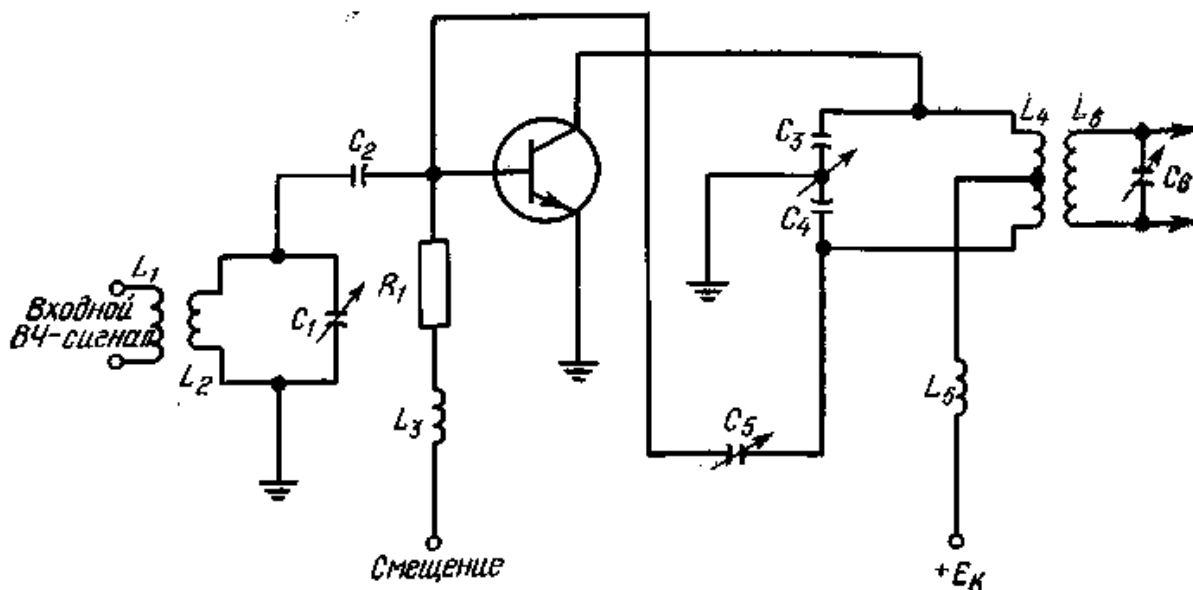 C3
L4
L6
C2
C6
C4
L1
R1
Входной
ВЧ-сигнал
C1
L2
L5
L3
C5
Смещение
+EК